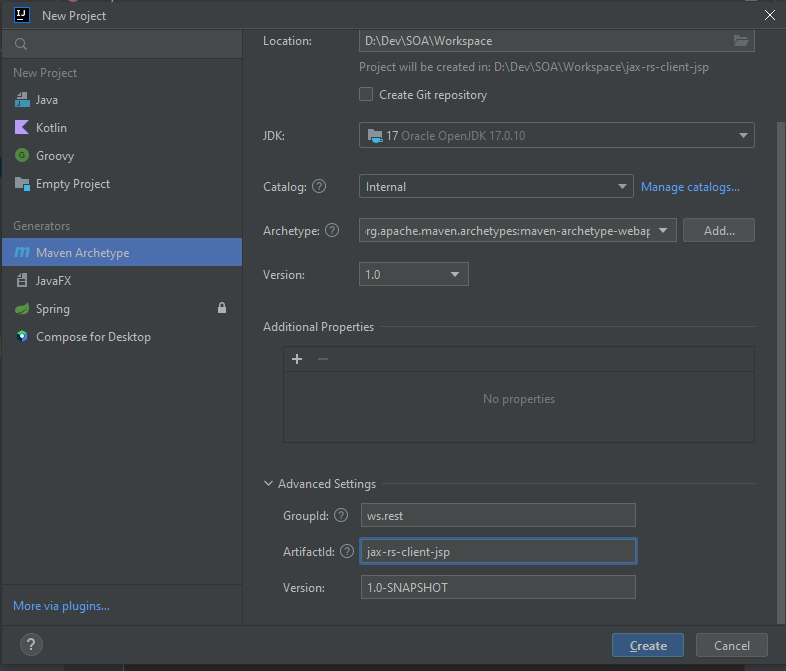 New Project
Location:
D:\Dev\SOA\Workspace
Project will be created in: D:\Dev\SOA\Workspace\jax-rs-client-jsp
Create Git repository
New Project
Java
Kotlin
Groovy
Empty Project
Generators
Maven Archetype
JavaFX
Spring
Compose for Desktop
More via plugins...
JDK:
17 Oracle OpenJDK 17.0.10
Catalog: ?
Internal
Manage catalogs...
Archetype: ?
rg.apache.maven.archetypes:maven-archetype-webap
Add...
Version:
1.0
Additional Properties
No properties
Advanced Settings
GroupId: ?
ws.rest
ArtifactId: ?
jax-rs-client-jsp
Version:
1.0-SNAPSHOT
?
Create
Cancel